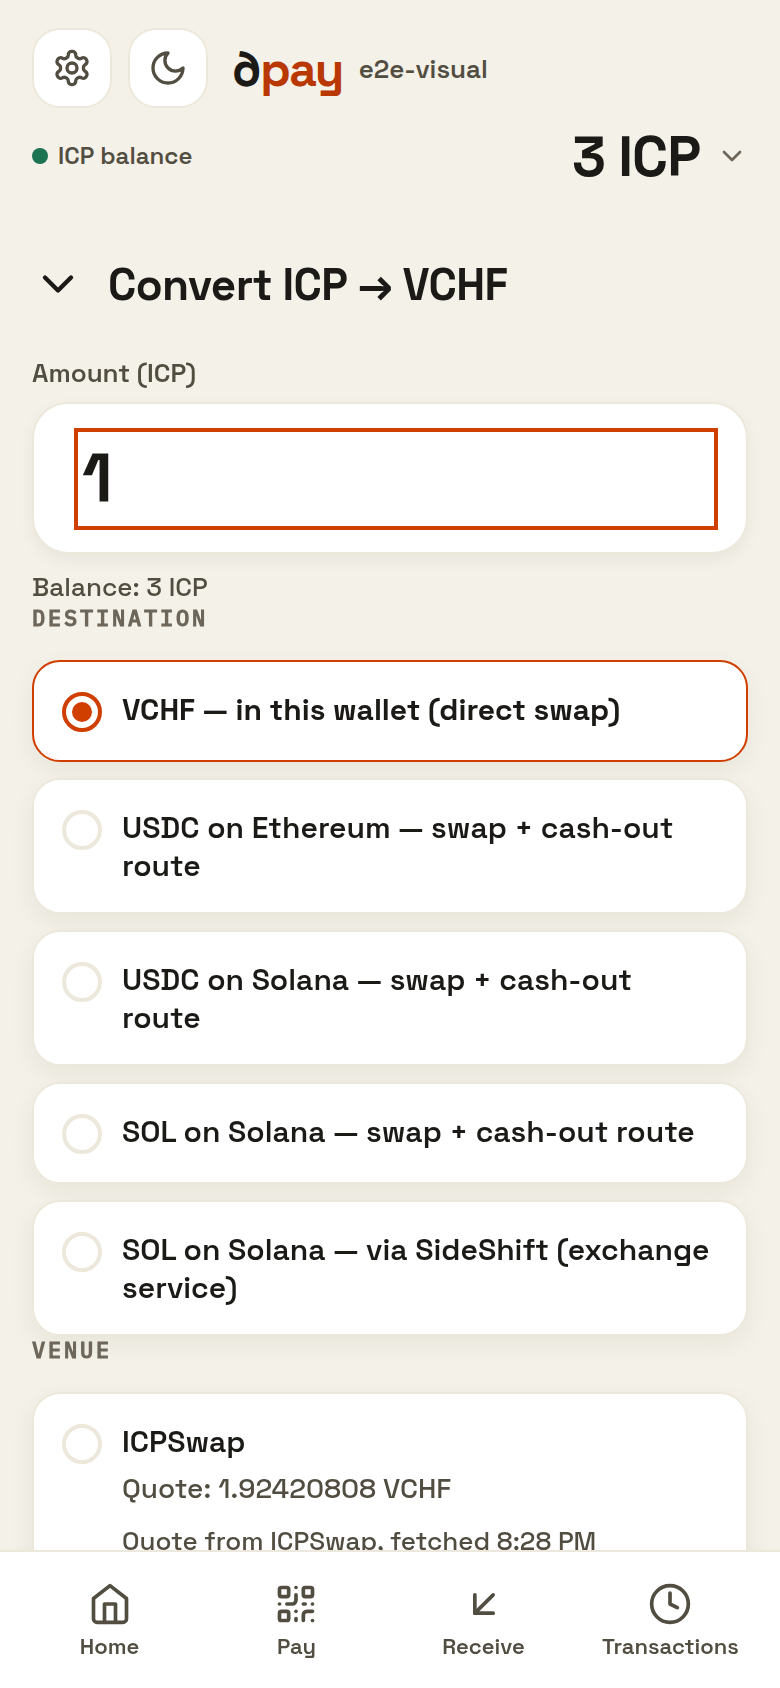 ∂pay e2e-visual
ICP balance
3 ICP
Convert ICP → VCHF
Amount (ICP)
1
Balance: 3 ICP
DESTINATION
VCHF — in this wallet (direct swap)
USDC on Ethereum — swap + cash-out
route
USDC on Solana — swap + cash-out
route
SOL on Solana — swap + cash-out route
SOL on Solana — via SideShift (exchange
service)
VENUE
ICPSwap
Quote: 1.92420808 VCHF
Quote from ICPSwap, fetched 8:28 PM
Home
Pay
Receive
Transactions